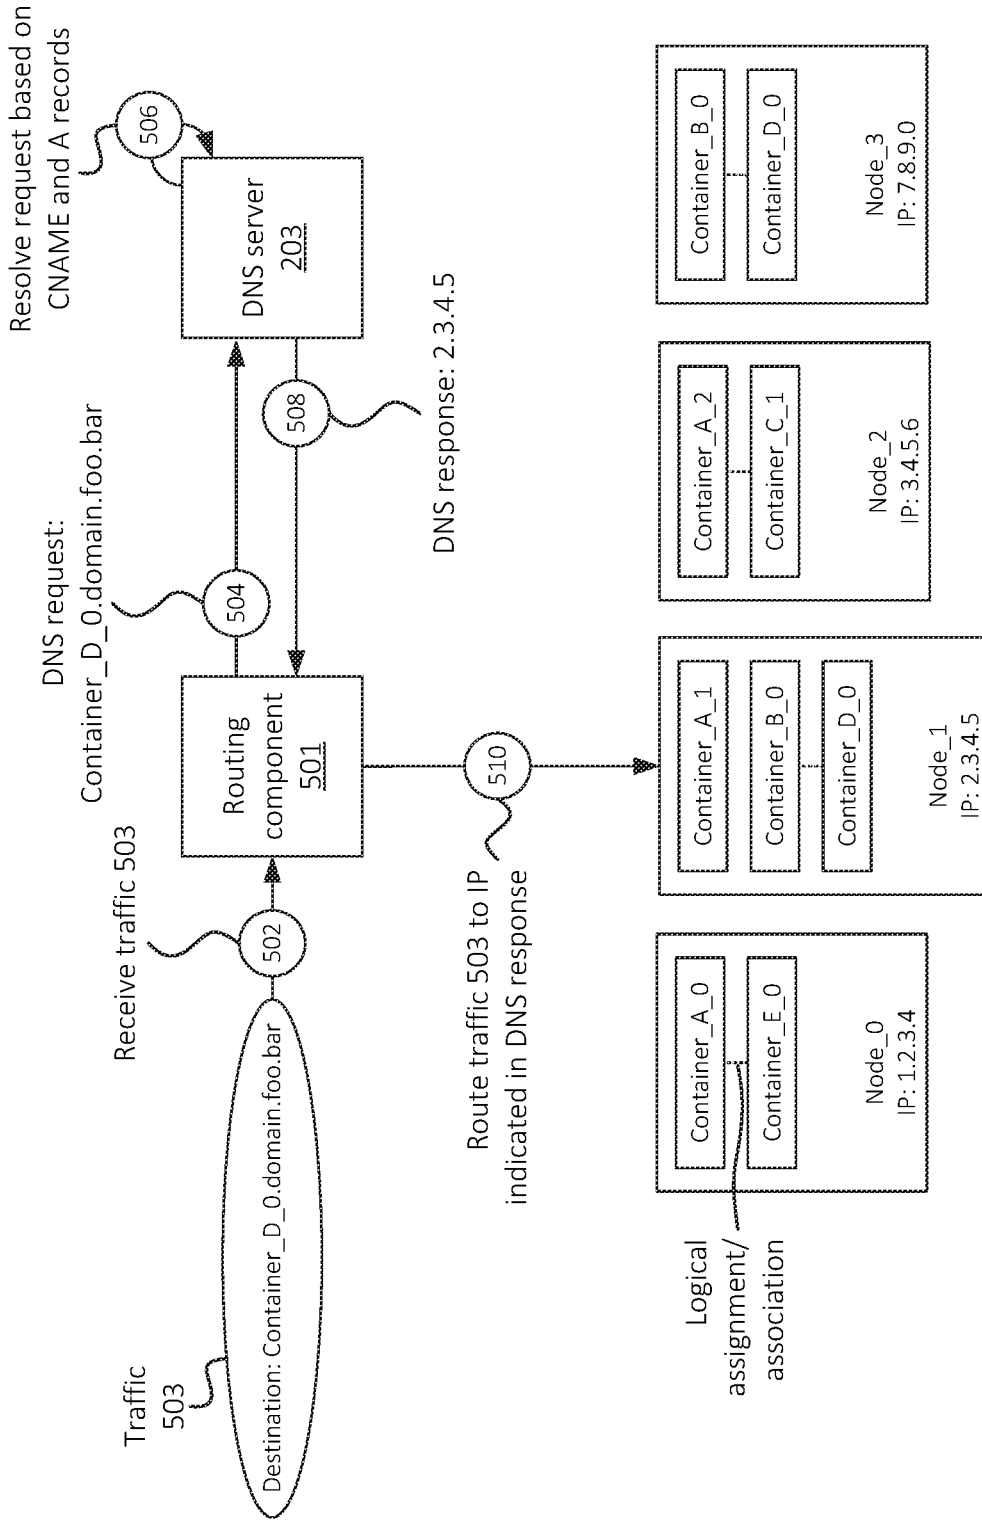 Traffic
503
Destination: Container_D_0.domain.foo.bar
Receive traffic 503
502
Routing
component
501
DNS request:
Container_D_0.domain.foo.bar
504
Resolve request based on
CNAME and A records
506
DNS server
203
508
DNS response: 2.3.4.5
510
Route traffic 503 to IP
indicated in DNS response
Logical
assignment/
association
Container_A_0
Container_E_0
Node_0
IP: 1.2.3.4
Container_A_1
Container_B_0
Container_D_0
Node_1
IP: 2.3.4.5
Container_A_2
Container_C_1
Node_2
IP: 3.4.5.6
Container_B_0
Container_D_0
Node_3
IP: 7.8.9.0